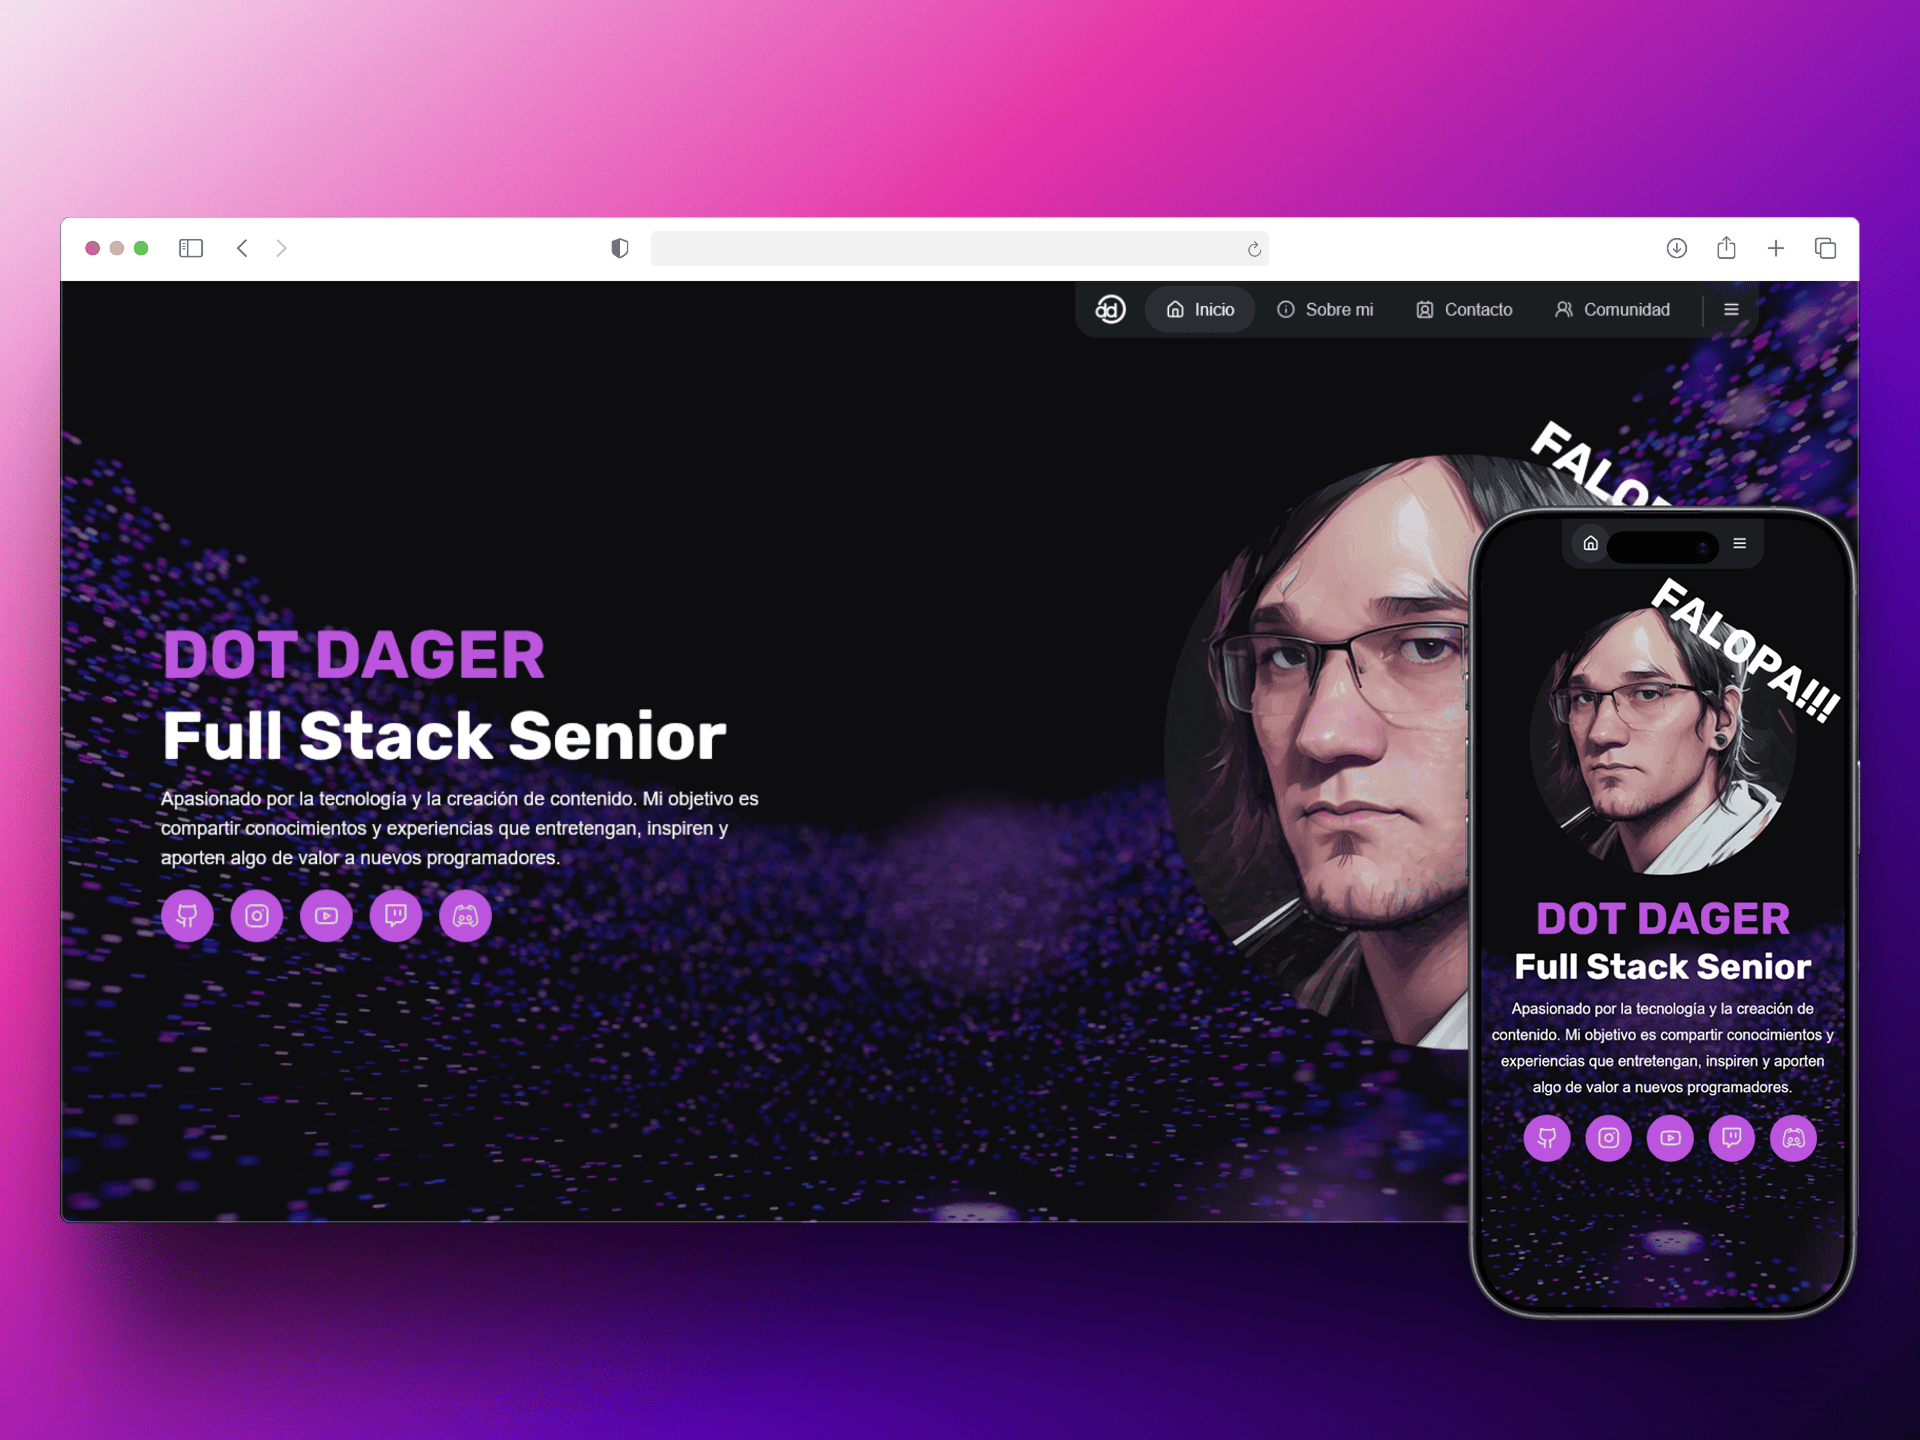 dd
Inicio
Sobre mi
Contacto
Comunidad
FALOP
DOT DAGER
Full Stack Senior
Apasionado por la tecnología y la creación de contenido. Mi objetivo es
compartir conocimientos y experiencias que entretengan, inspiren y
aporten algo de valor a nuevos programadores.
FALOPA!!!
DOT DAGER
Full Stack Senior
Apasionado por la tecnología y la creación de
contenido. Mi objetivo es compartir conocimientos y
experiencias que entretengan, inspiren y aporten
algo de valor a nuevos programadores.